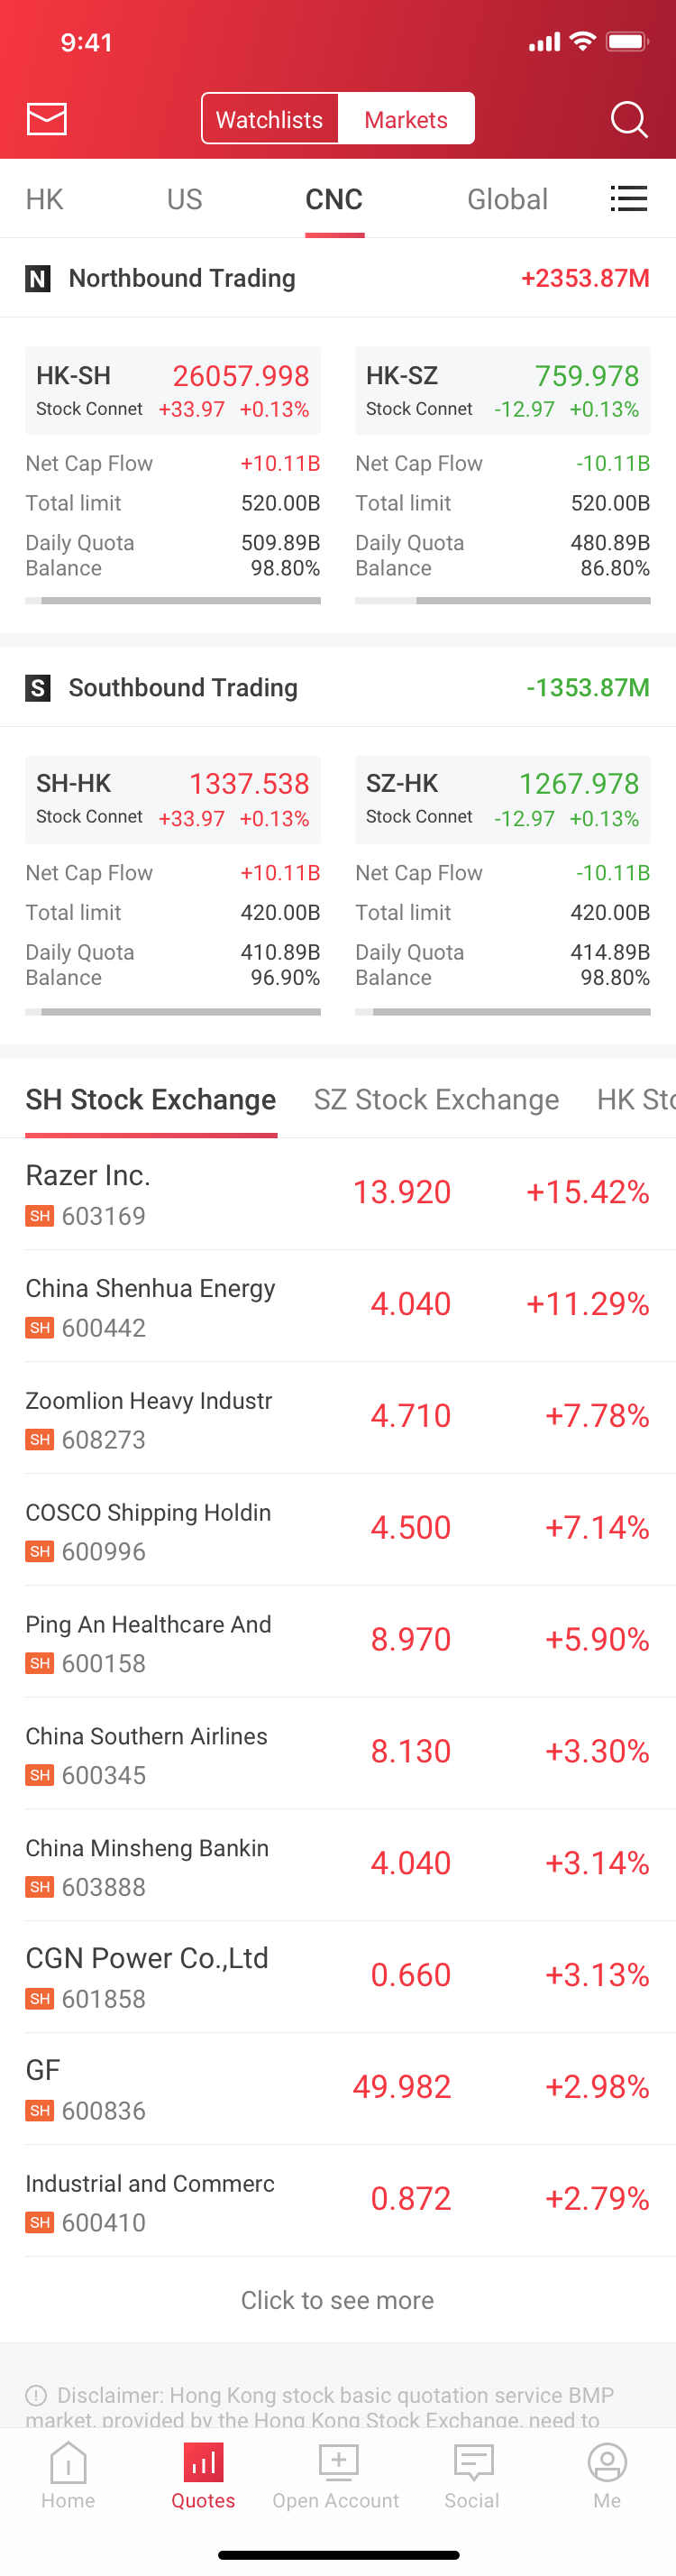 9:41
Watchlists Markets
HK US CNC Global
N Northbound Trading +2353.87M
HK-SH 26057.998
Stock Connet +33.97 +0.13%
Net Cap Flow +10.11B
Total limit 520.00B
Daily Quota 509.89B
Balance 98.80%
HK-SZ 759.978
Stock Connet -12.97 +0.13%
Net Cap Flow -10.11B
Total limit 520.00B
Daily Quota 480.89B
Balance 86.80%
S Southbound Trading -1353.87M
SH-HK 1337.538
Stock Connet +33.97 +0.13%
Net Cap Flow +10.11B
Total limit 420.00B
Daily Quota 410.89B
Balance 96.90%
SZ-HK 1267.978
Stock Connet -12.97 +0.13%
Net Cap Flow -10.11B
Total limit 420.00B
Daily Quota 414.89B
Balance 98.80%
SH Stock Exchange SZ Stock Exchange HK Sto
Razer Inc. 13.920 +15.42%
SH 603169
China Shenhua Energy 4.040 +11.29%
SH 600442
Zoomlion Heavy Industr 4.710 +7.78%
SH 608273
COSCO Shipping Holdin 4.500 +7.14%
SH 600996
Ping An Healthcare And 8.970 +5.90%
SH 600158
China Southern Airlines 8.130 +3.30%
SH 600345
China Minsheng Bankin 4.040 +3.14%
SH 603888
CGN Power Co.,Ltd 0.660 +3.13%
SH 601858
GF 49.982 +2.98%
SH 600836
Industrial and Commerc 0.872 +2.79%
SH 600410
Click to see more
Disclaimer: Hong Kong stock basic quotation service BMP
market, provided by the Hong Kong Stock Exchange, need to
Home Quotes Open Account Social Me